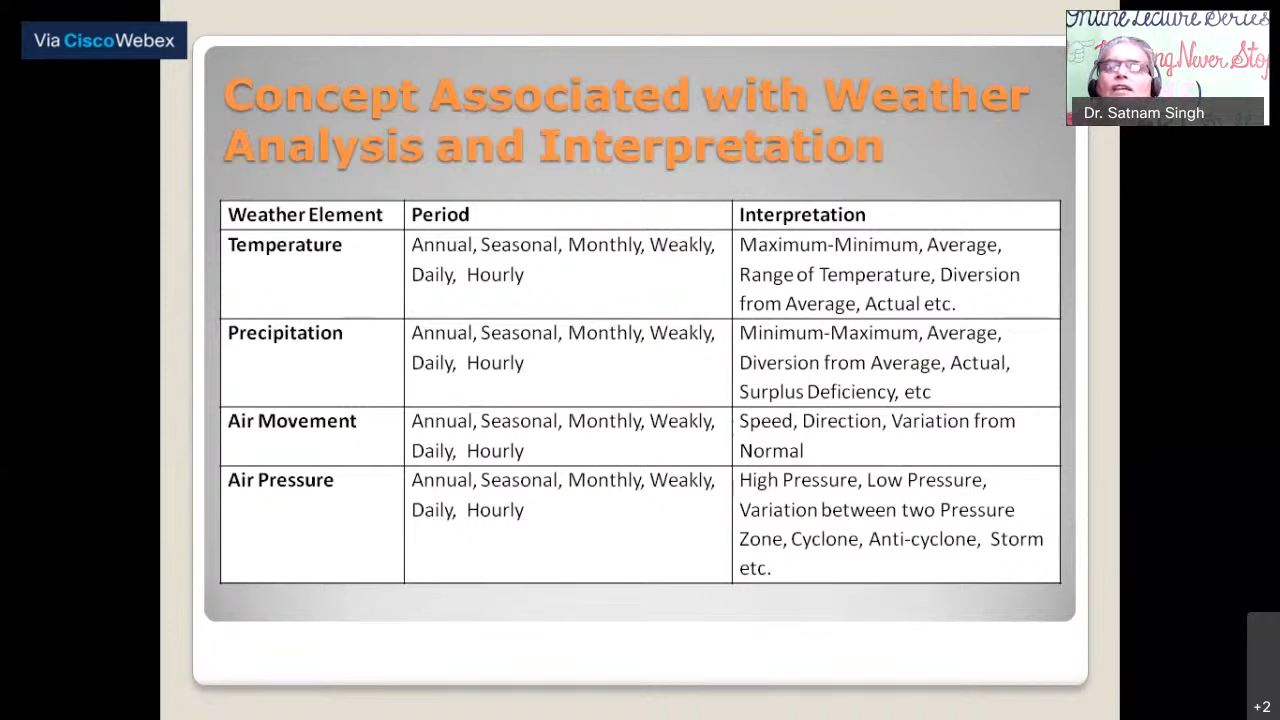 Via CiscoWebex
Online Lecture Series
ng Never Stop
Dr. Satnam Singh
Concept Associated with Weather
Analysis and Interpretation
Weather Element Period Interpretation
Temperature Annual, Seasonal, Monthly, Weakly, Maximum-Minimum, Average,
Daily, Hourly Range of Temperature, Diversion
from Average, Actual etc.
Precipitation Annual, Seasonal, Monthly, Weakly, Minimum-Maximum, Average,
Daily, Hourly Diversion from Average, Actual,
Surplus Deficiency, etc
Air Movement Annual, Seasonal, Monthly, Weakly, Speed, Direction, Variation from
Daily, Hourly Normal
Air Pressure Annual, Seasonal, Monthly, Weakly, High Pressure, Low Pressure,
Daily, Hourly Variation between two Pressure
Zone, Cyclone, Anti-cyclone, Storm
etc.
+2